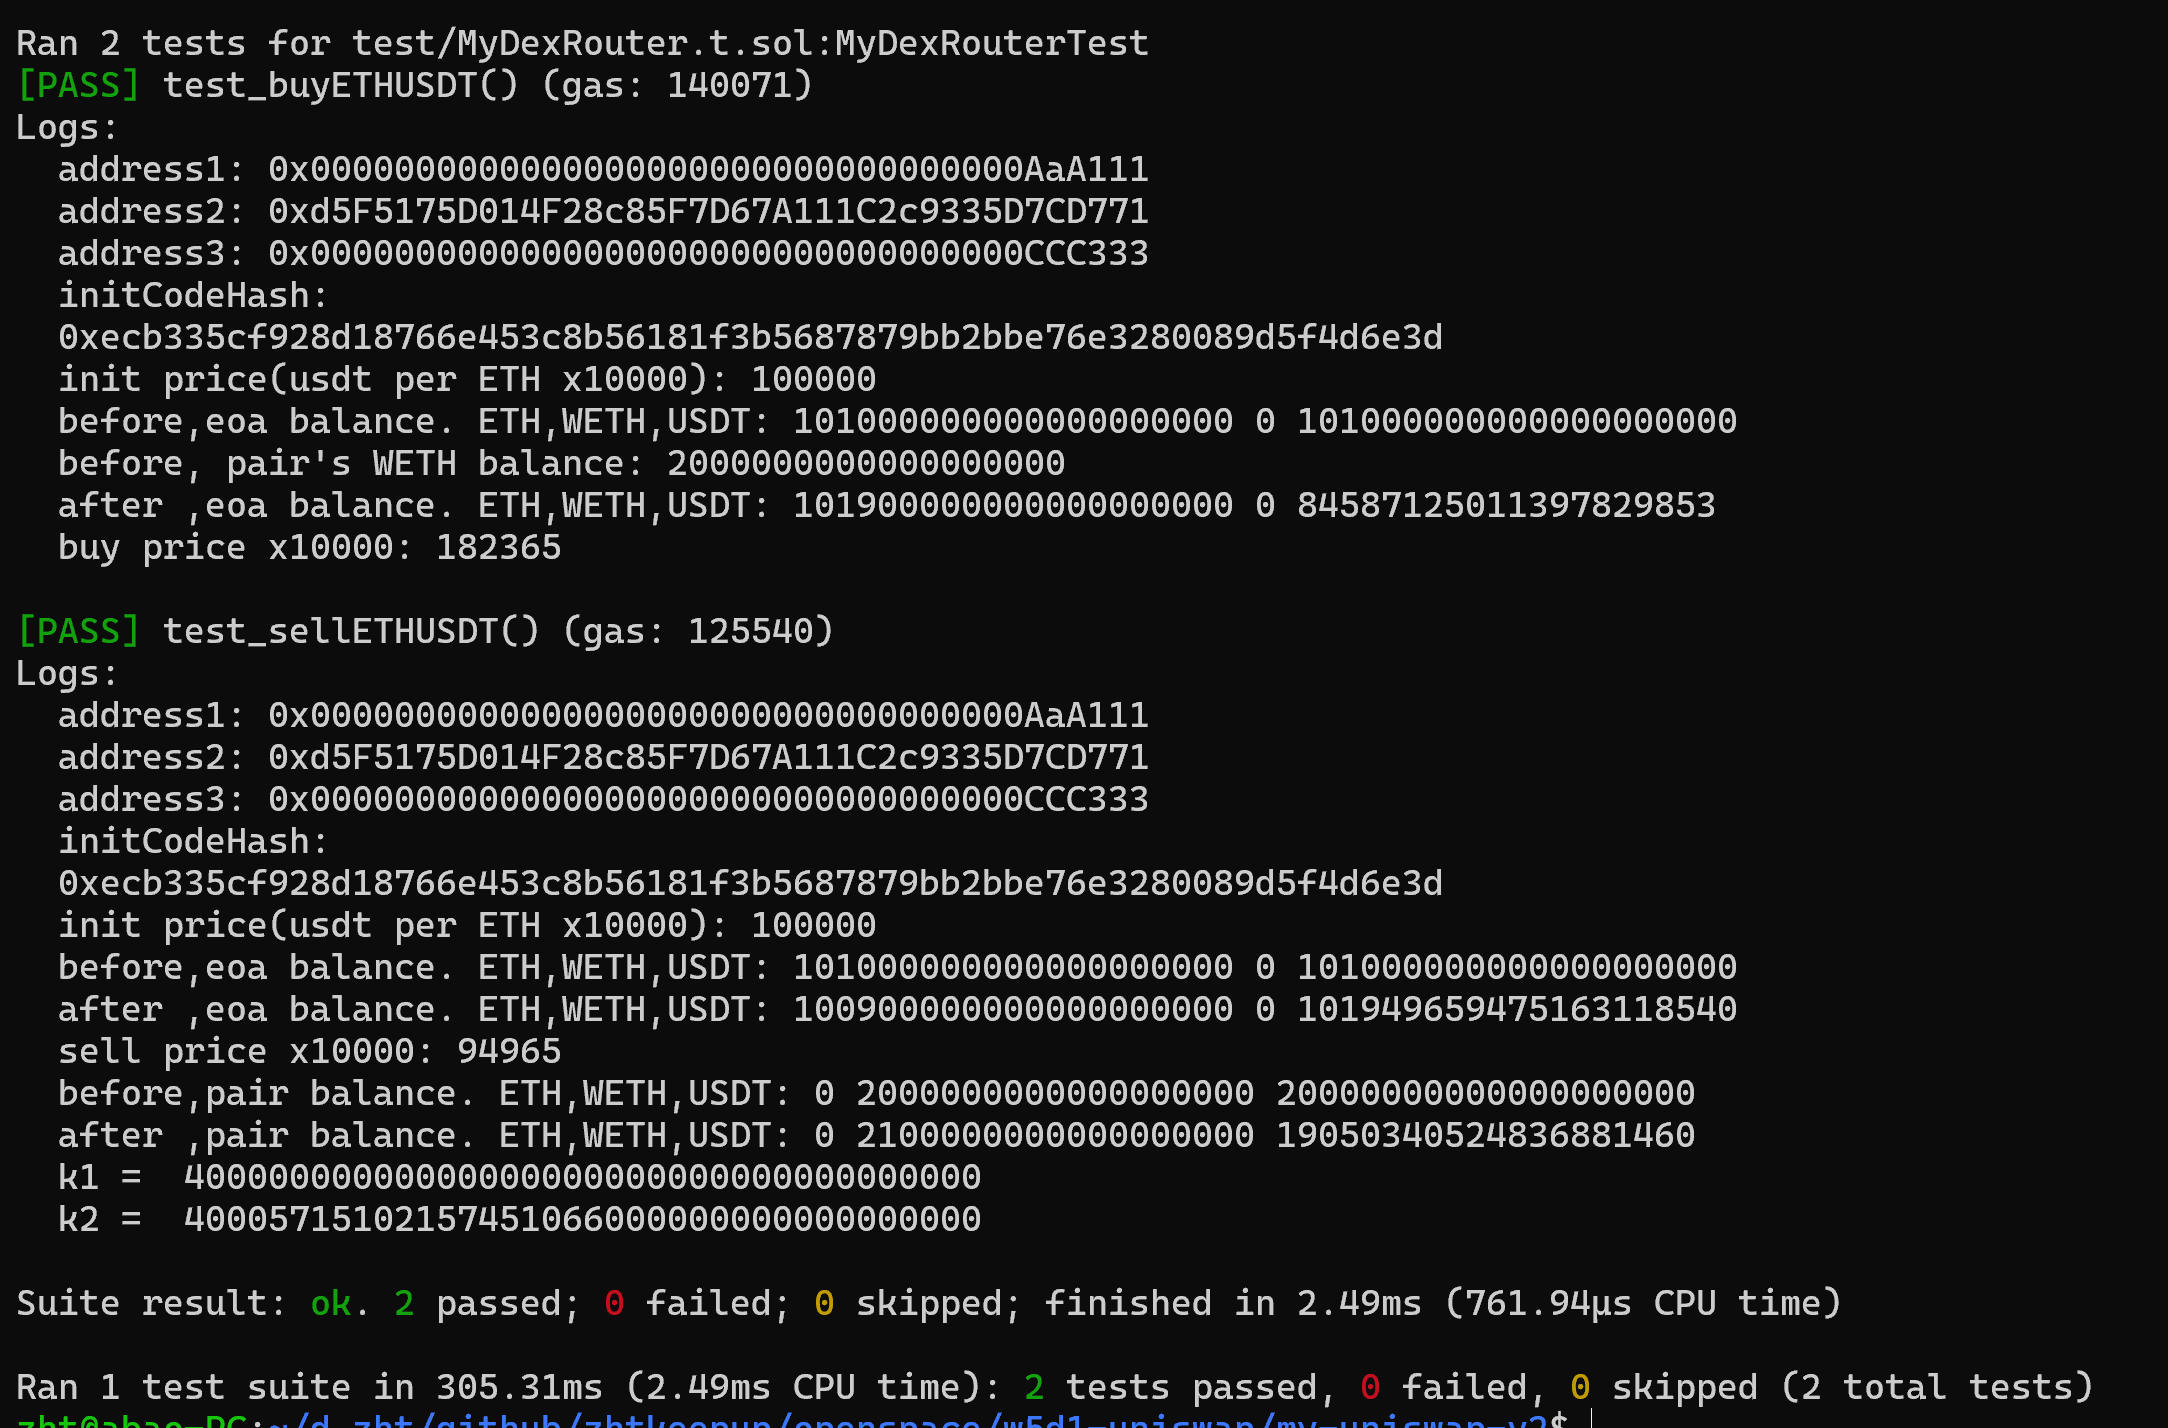 Ran 2 tests for test/MyDexRouter.t.sol:MyDexRouterTest
[PASS] test_buyETHUSDT() (gas: 140071)
Logs:
address1: 0x0000000000000000000000000000000000AaA111
address2: 0xd5F5175D014F28c85F7D67A111C2c9335D7CD771
address3: 0x0000000000000000000000000000000000CCC333
initCodeHash:
0xecb335cf928d18766e453c8b56181f3b5687879bb2bbe76e3280089d5f4d6e3d
init price(usdt per ETH x10000): 100000
before,eoa balance. ETH,WETH,USDT: 101000000000000000000 0 101000000000000000000
before, pair's WETH balance: 2000000000000000000
after ,eoa balance. ETH,WETH,USDT: 101900000000000000000 0 84587125011397829853
buy price x10000: 182365
[PASS] test_sellETHUSDT() (gas: 125540)
Logs:
address1: 0x0000000000000000000000000000000000AaA111
address2: 0xd5F5175D014F28c85F7D67A111C2c9335D7CD771
address3: 0x0000000000000000000000000000000000CCC333
initCodeHash:
0xecb335cf928d18766e453c8b56181f3b5687879bb2bbe76e3280089d5f4d6e3d
init price(usdt per ETH x10000): 100000
before,eoa balance. ETH,WETH,USDT: 101000000000000000000 0 101000000000000000000
after ,eoa balance. ETH,WETH,USDT: 100900000000000000000 0 101949659475163118540
sell price x10000: 94965
before,pair balance. ETH,WETH,USDT: 0 2000000000000000000 20000000000000000000
after ,pair balance. ETH,WETH,USDT: 0 2100000000000000000 19050340524836881460
k1 =  40000000000000000000000000000000000000
k2 =  40005715102157451066000000000000000000
Suite result: ok. 2 passed; 0 failed; 0 skipped; finished in 2.49ms (761.94µs CPU time)
Ran 1 test suite in 305.31ms (2.49ms CPU time): 2 tests passed, 0 failed, 0 skipped (2 total tests)